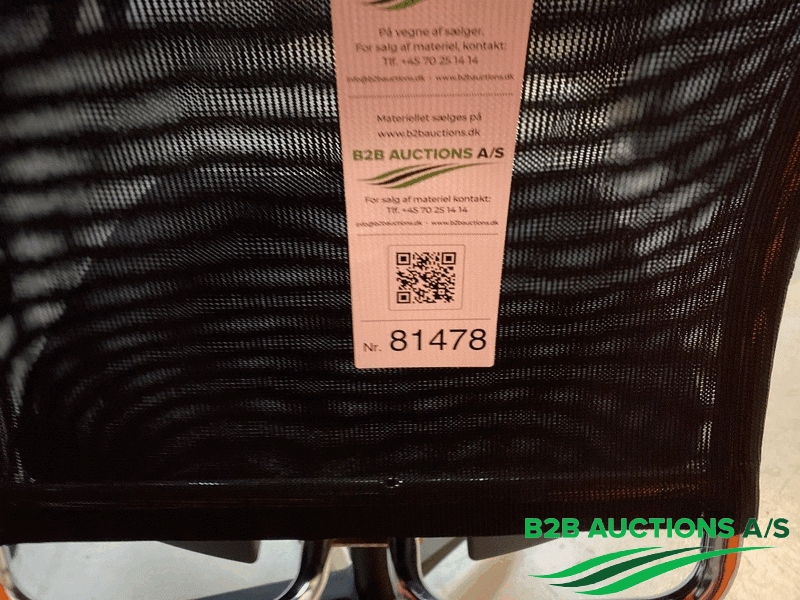 På vegne af sælger.
For salg af materiel, kontakt:
Tlf. +45 70 25 14 14
info@b2bauctions.dk - www.b2bauctions.dk
Materiellet sælges på
www.b2bauctions.dk
B2B AUCTIONS A/S
For salg af materiel kontakt:
Tlf. +45 70 25 14 14
info@b2bauctions.dk - www.b2bauctions.dk
Nr. 81478
B2B AUCTIONS A/S